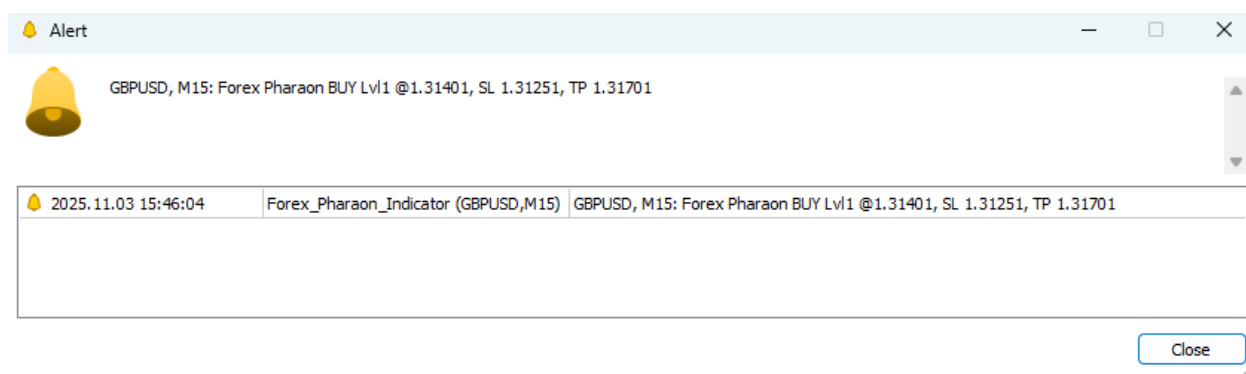 Alert
GBPUSD, M15: Forex Pharaon BUY Lvl1 @1.31401, SL 1.31251, TP 1.31701
2025.11.03 15:46:04 Forex_Pharaon_Indicator (GBPUSD,M15) GBPUSD, M15: Forex Pharaon BUY Lvl1 @1.31401, SL 1.31251, TP 1.31701
Close